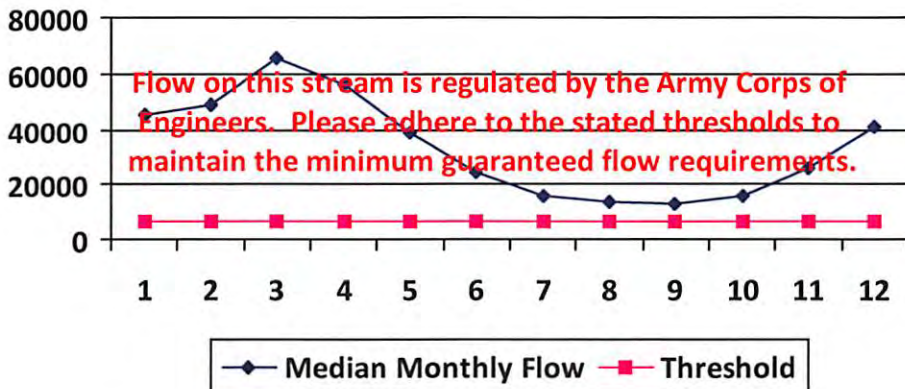 80000
60000
40000
20000
0
Flow on this stream is regulated by the Army Corps of
Engineers. Please adhere to the stated thresholds to
maintain the minimum guaranteed flow requirements.
1 2 3 4 5 6 7 8 9 10 11 12
Median Monthly Flow Threshold